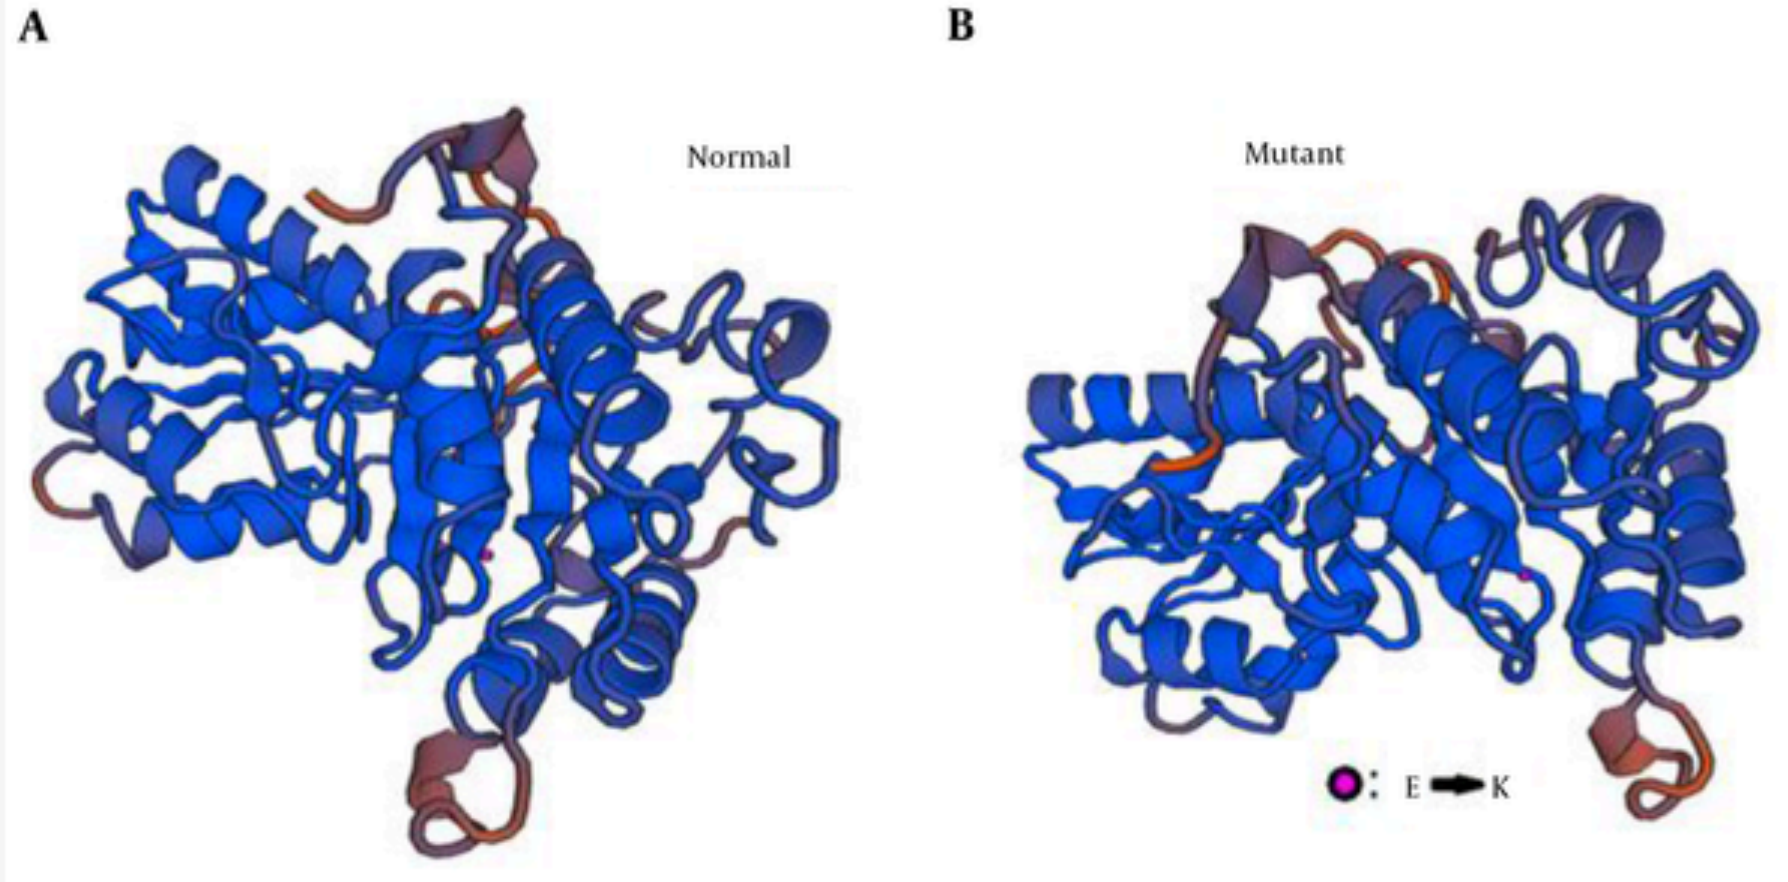 A
B
Normal
Mutant
: E ➡ K